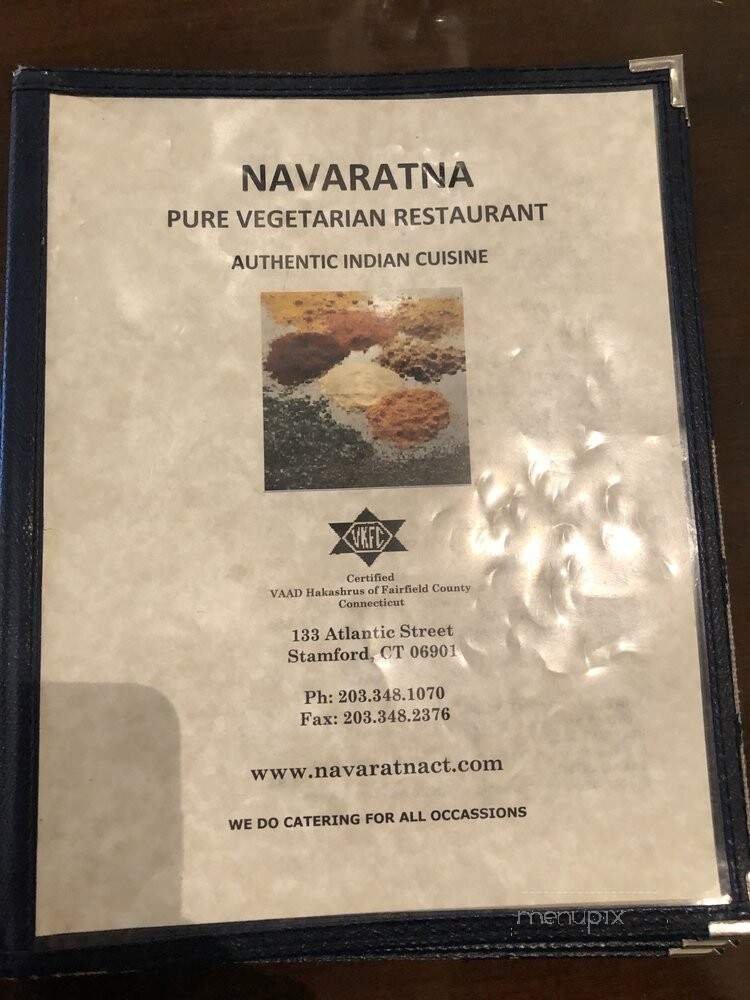 NAVARATNA
PURE VEGETARIAN RESTAURANT
AUTHENTIC INDIAN CUISINE
VKFC
Certified
VAAD Hakashrus of Fairfield County
Connecticut
133 Atlantic Street
Stamford, CT 06901
Ph: 203.348.1070
Fax: 203.348.2376
www.navaratnact.com
WE DO CATERING FOR ALL OCCASSIONS
menupix